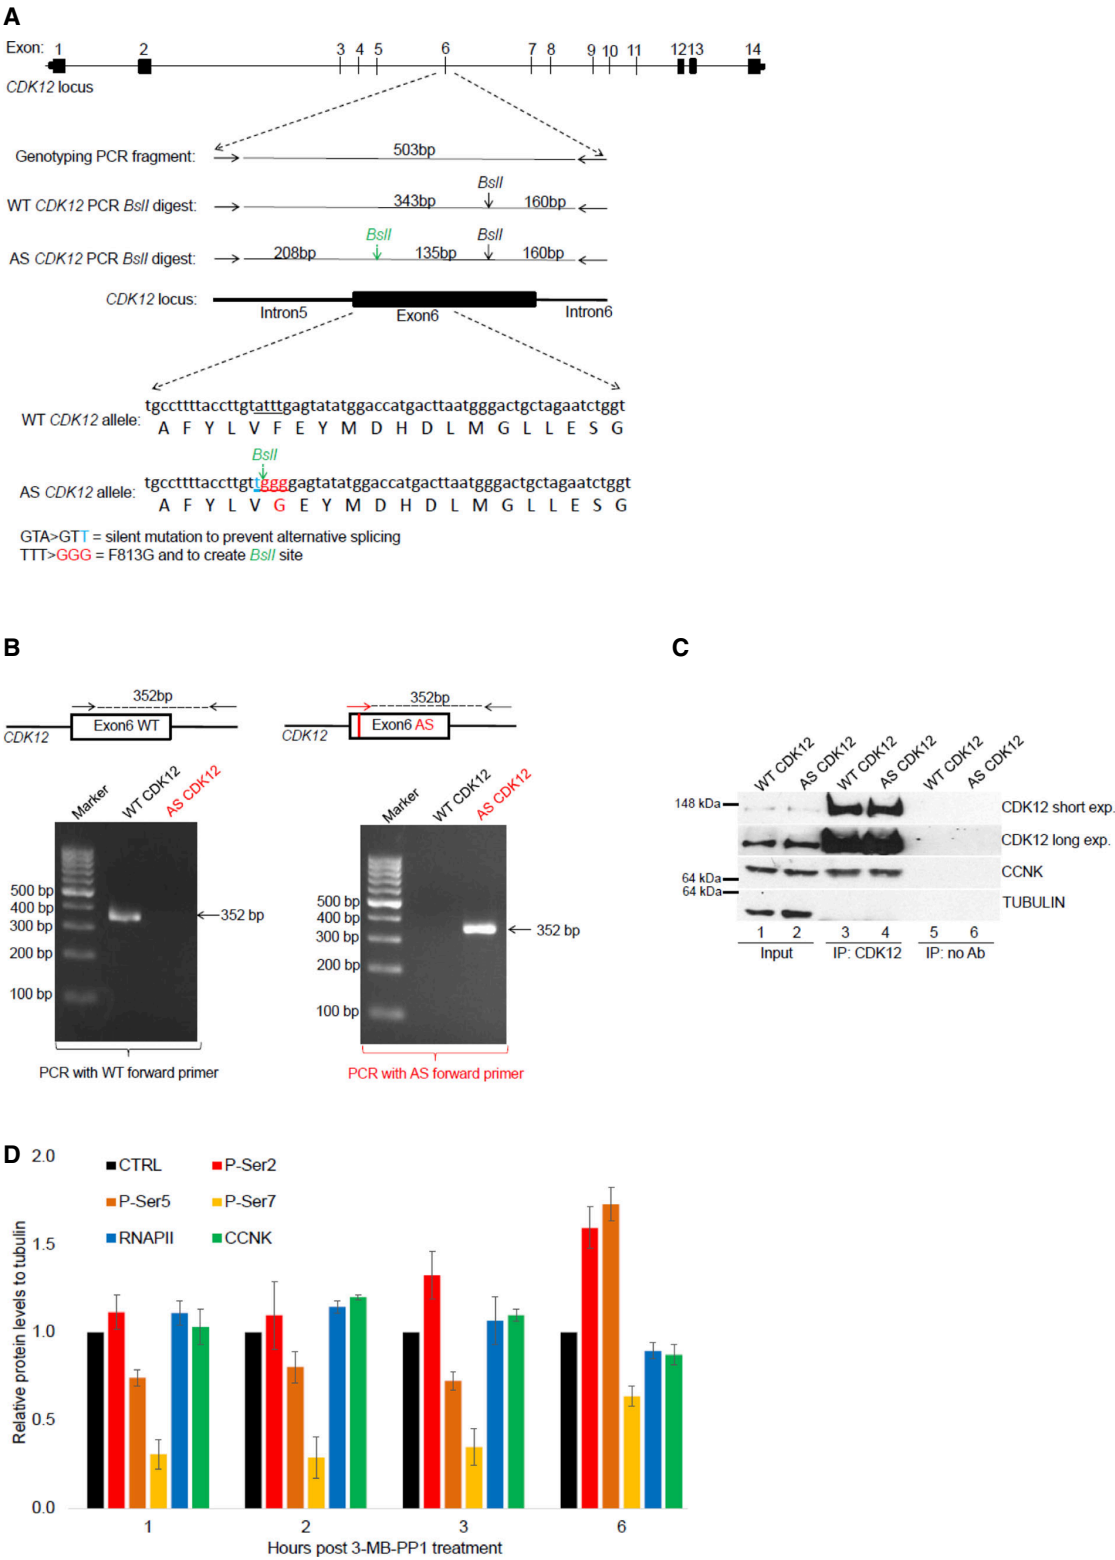 A
Exon: 1 2 3 4 5 6 7 8 9 10 11 12 13 14
CDK12 locus
Genotyping PCR fragment: 503bp
BslI
WT CDK12 PCR BslI digest: 343bp 160bp
BslI BslI
AS CDK12 PCR BslI digest: 208bp 135bp 160bp
CDK12 locus:
Intron5 Exon6 Intron6
tgccttttaccttgtatttgagtatatggaccatgacttaatgggactgctagaatctggt
WT CDK12 allele:
A F Y L V F E Y M D H D L M G L L E S G
BslI
tgccttttaccttgttggggagtatatggaccatgacttaatgggactgctagaatctggt
AS CDK12 allele:
A F Y L V G E Y M D H D L M G L L E S G
GTA>GTT = silent mutation to prevent alternative splicing
TTT>GGG = F813G and to create BslI site
B
352bp
Exon6 WT
CDK12
Marker WT CDK12 AS CDK12
500 bp
400 bp
300 bp
200 bp
100 bp
352 bp
PCR with WT forward primer
352bp
Exon6 AS
CDK12
Marker WT CDK12 AS CDK12
500 bp
400 bp
300 bp
200 bp
100 bp
352 bp
PCR with AS forward primer
C
WT CDK12 AS CDK12 WT CDK12 AS CDK12 WT CDK12 AS CDK12
148 kDa
CDK12 short exp.
CDK12 long exp.
CCNK
64 kDa
64 kDa
TUBULIN
1 2 3 4 5 6
Input IP: CDK12 IP: no Ab
D
Relative protein levels to tubulin
2.0
1.5
1.0
0.5
0.0
CTRL P-Ser2
P-Ser5 P-Ser7
RNAPII CCNK
1 2 3 6
Hours post 3-MB-PP1 treatment